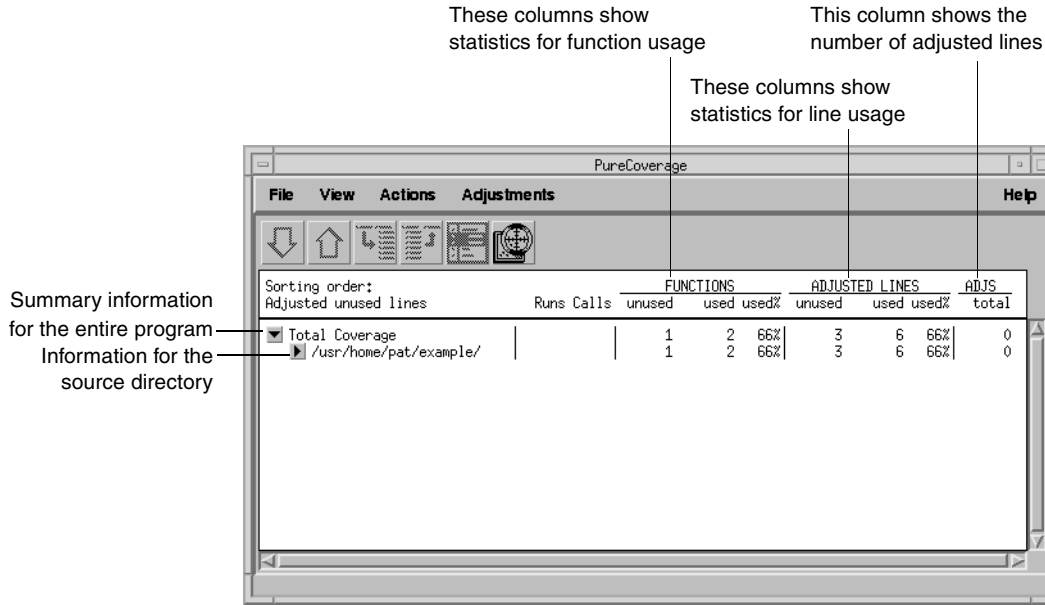 These columns show
statistics for function usage
This column shows the
number of adjusted lines
These columns show
statistics for line usage
PureCoverage
File View Actions Adjustments Help
Sorting order: FUNCTIONS ADJUSTED LINES ADJS
Adjusted unused lines Runs Calls unused used used% unused used used% total
Summary information
for the entire program
Total Coverage 1 2 66% 3 6 66% 0
Information for the
source directory
/usr/home/pat/example/ 1 2 66% 3 6 66% 0